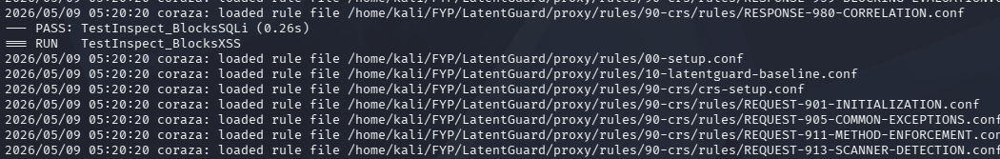 2026/05/09 05:20:20 coraza: loaded rule file /home/kali/FYP/LatentGuard/proxy/rules/90-crs/rules/RESPONSE-980-CORRELATION.conf
--- PASS: TestInspect_BlocksSQLi (0.26s)
=== RUN   TestInspect_BlocksXSS
2026/05/09 05:20:20 coraza: loaded rule file /home/kali/FYP/LatentGuard/proxy/rules/00-setup.conf
2026/05/09 05:20:20 coraza: loaded rule file /home/kali/FYP/LatentGuard/proxy/rules/10-latentguard-baseline.conf
2026/05/09 05:20:20 coraza: loaded rule file /home/kali/FYP/LatentGuard/proxy/rules/90-crs/crs-setup.conf
2026/05/09 05:20:20 coraza: loaded rule file /home/kali/FYP/LatentGuard/proxy/rules/90-crs/rules/REQUEST-901-INITIALIZATION.conf
2026/05/09 05:20:20 coraza: loaded rule file /home/kali/FYP/LatentGuard/proxy/rules/90-crs/rules/REQUEST-905-COMMON-EXCEPTIONS.conf
2026/05/09 05:20:20 coraza: loaded rule file /home/kali/FYP/LatentGuard/proxy/rules/90-crs/rules/REQUEST-911-METHOD-ENFORCEMENT.con
2026/05/09 05:20:20 coraza: loaded rule file /home/kali/FYP/LatentGuard/proxy/rules/90-crs/rules/REQUEST-913-SCANNER-DETECTION.conf